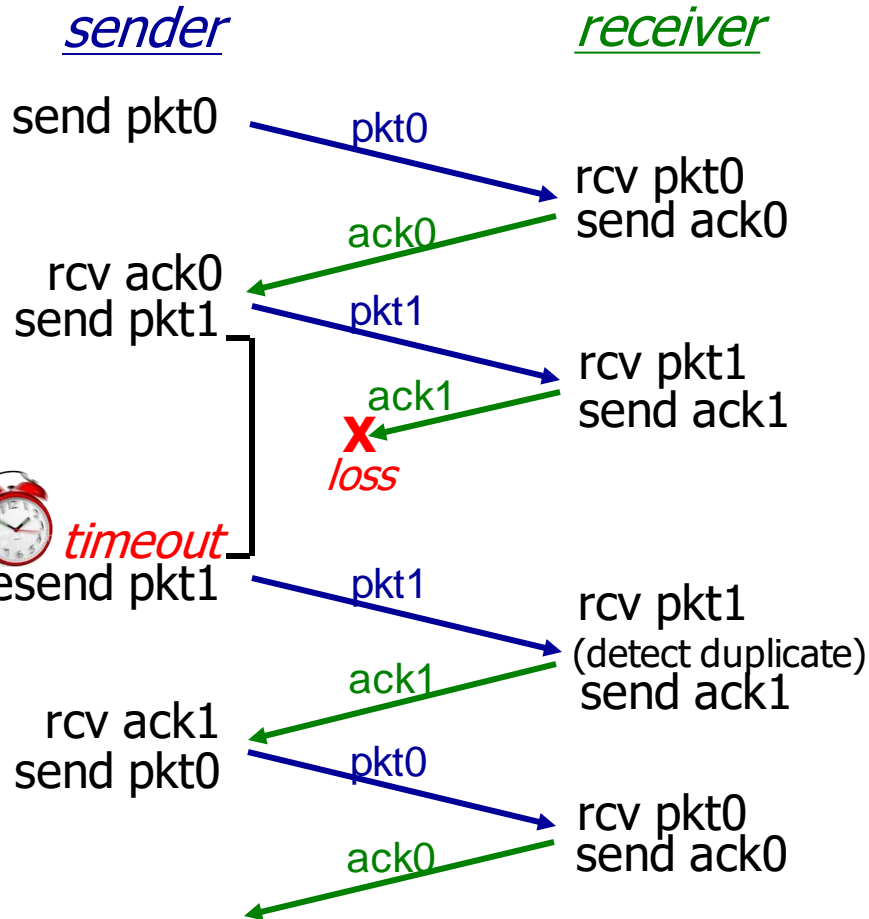 sender
receiver
send pkt0
pkt0
rcv pkt0
send ack0
ack0
rcv ack0
send pkt1
pkt1
rcv pkt1
send ack1
ack1
X
loss
timeout
esend pkt1
pkt1
rcv pkt1
(detect duplicate)
send ack1
ack1
rcv ack1
send pkt0
pkt0
rcv pkt0
send ack0
ack0